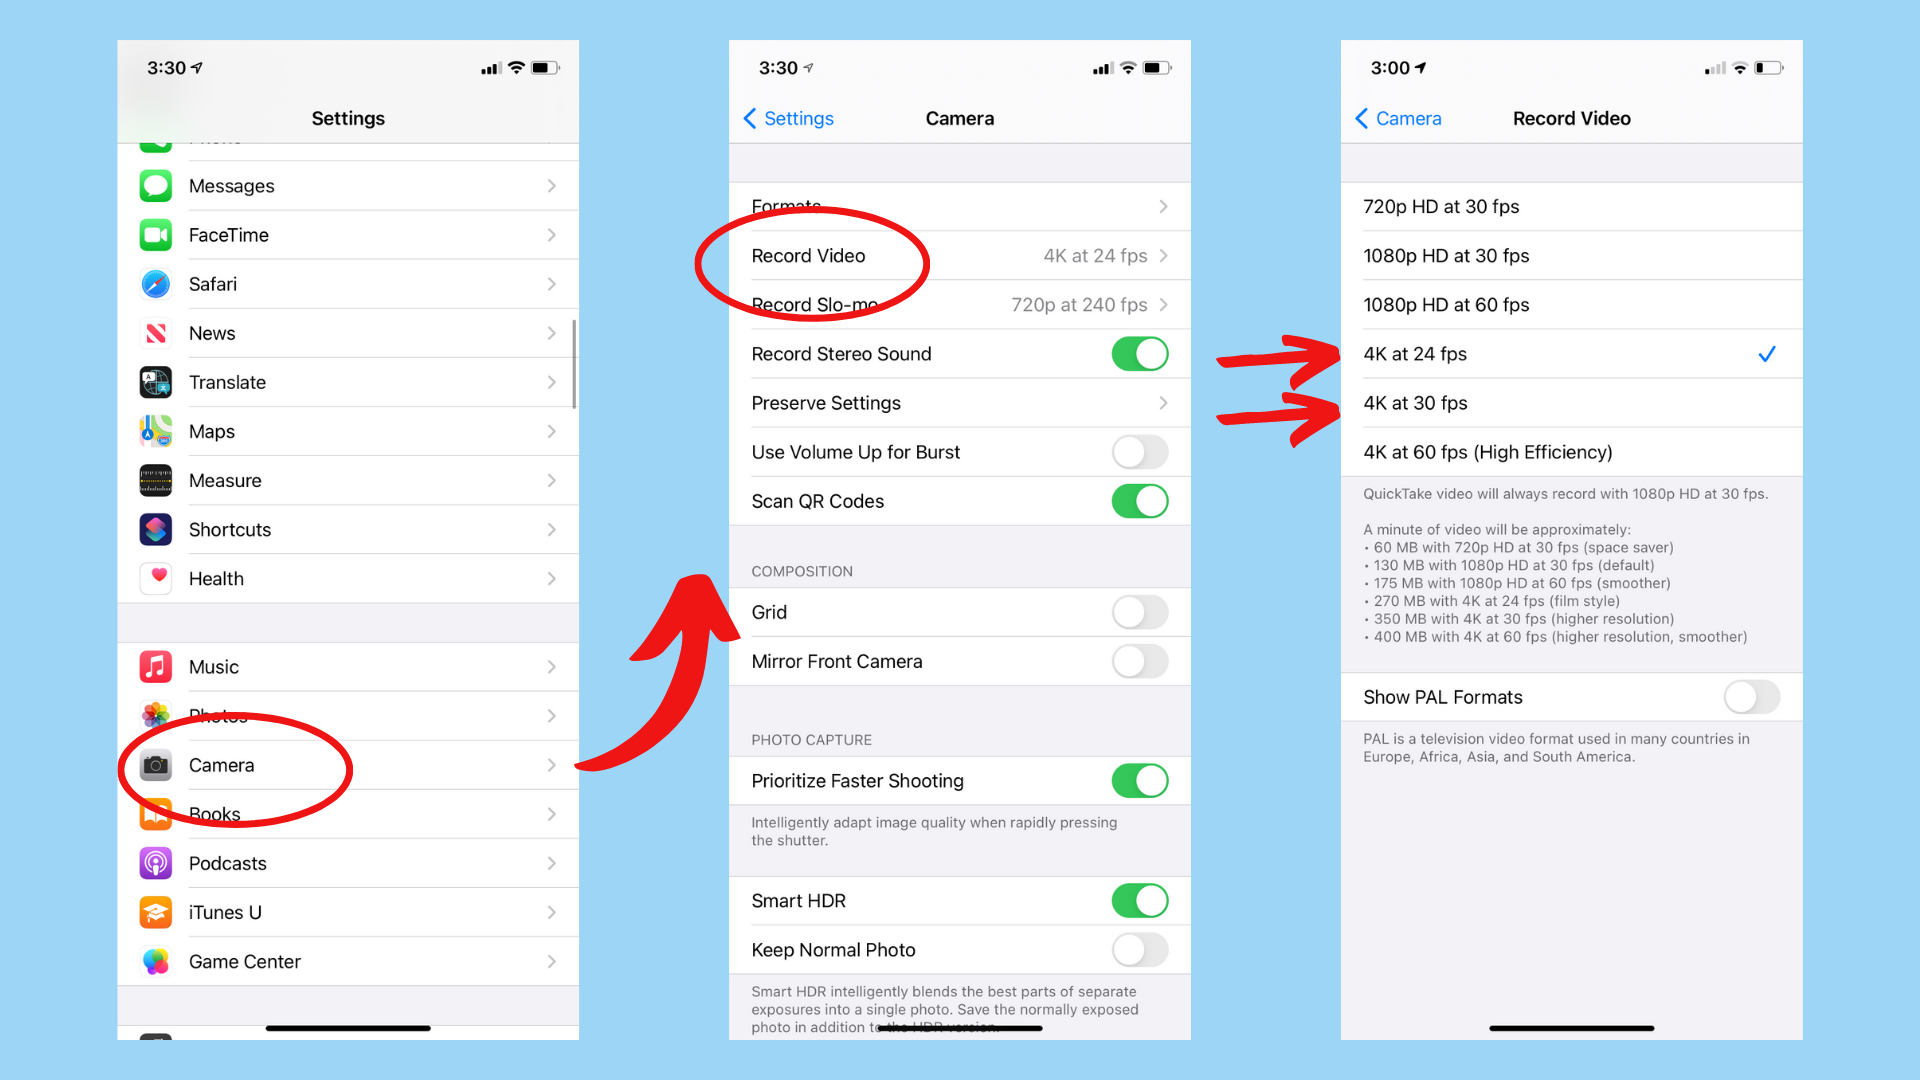 3:30
Settings
Messages
FaceTime
Safari
News
Translate
Maps
Measure
Shortcuts
Health
Music
Photos
Camera
Books
Podcasts
iTunes U
Game Center
3:30
Settings
Camera
Formats
Record Video 4K at 24 fps
Record Slo-mo 720p at 240 fps
Record Stereo Sound
Preserve Settings
Use Volume Up for Burst
Scan QR Codes
COMPOSITION
Grid
Mirror Front Camera
PHOTO CAPTURE
Prioritize Faster Shooting
Intelligently adapt image quality when rapidly pressing
the shutter.
Smart HDR
Keep Normal Photo
Smart HDR intelligently blends the best parts of separate
exposures into a single photo. Save the normally exposed
photo in addition to the HDR version.
3:00
Camera
Record Video
720p HD at 30 fps
1080p HD at 30 fps
1080p HD at 60 fps
4K at 24 fps
4K at 30 fps
4K at 60 fps (High Efficiency)
QuickTake video will always record with 1080p HD at 30 fps.
A minute of video will be approximately:
• 60 MB with 720p HD at 30 fps (space saver)
• 130 MB with 1080p HD at 30 fps (default)
• 175 MB with 1080p HD at 60 fps (smoother)
• 270 MB with 4K at 24 fps (film style)
• 350 MB with 4K at 30 fps (higher resolution)
• 400 MB with 4K at 60 fps (higher resolution, smoother)
Show PAL Formats
PAL is a television video format used in many countries in
Europe, Africa, Asia, and South America.